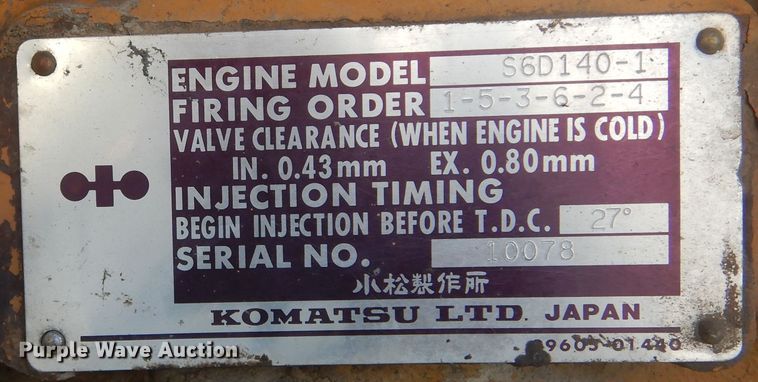 ENGINE MODEL S6D140-1
FIRING ORDER 1-5-3-6-2-4
VALVE CLEARANCE (WHEN ENGINE IS COLD)
IN. 0.43mm EX. 0.80mm
INJECTION TIMING
BEGIN INJECTION BEFORE T.D.C. 27°
SERIAL NO. 10078
小松製作所
KOMATSU LTD. JAPAN
09605-01440
Purple Wave Auction